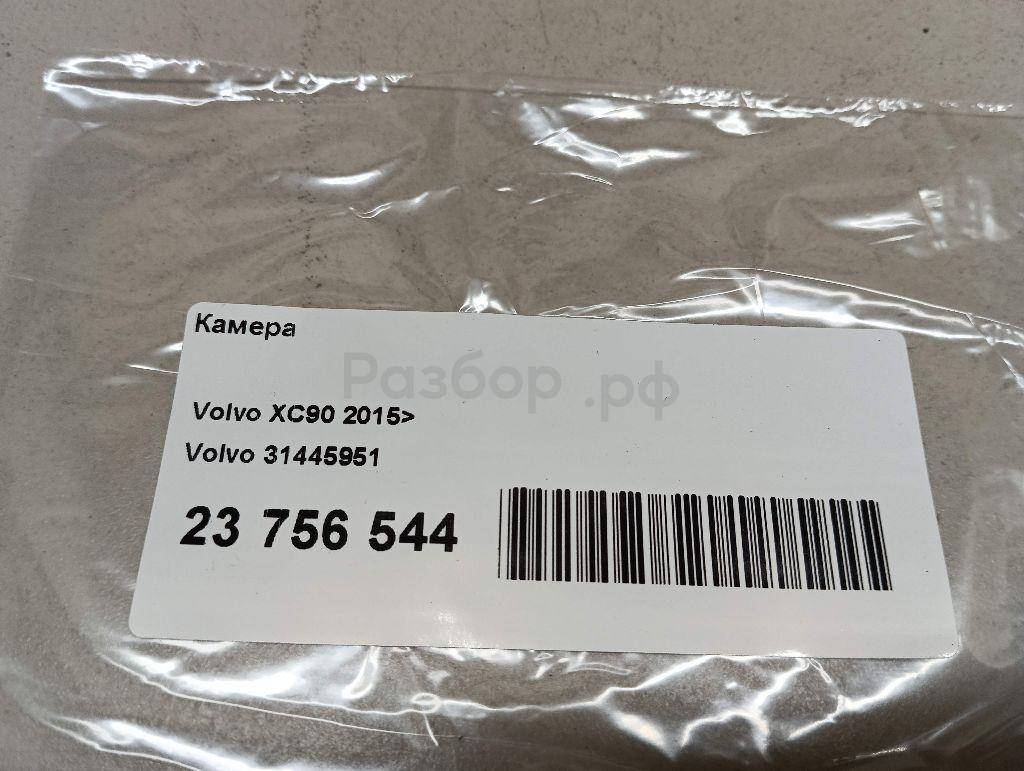 Камера
Разбор.рф
Volvo XC90 2015>
Volvo 31445951
23 756 544